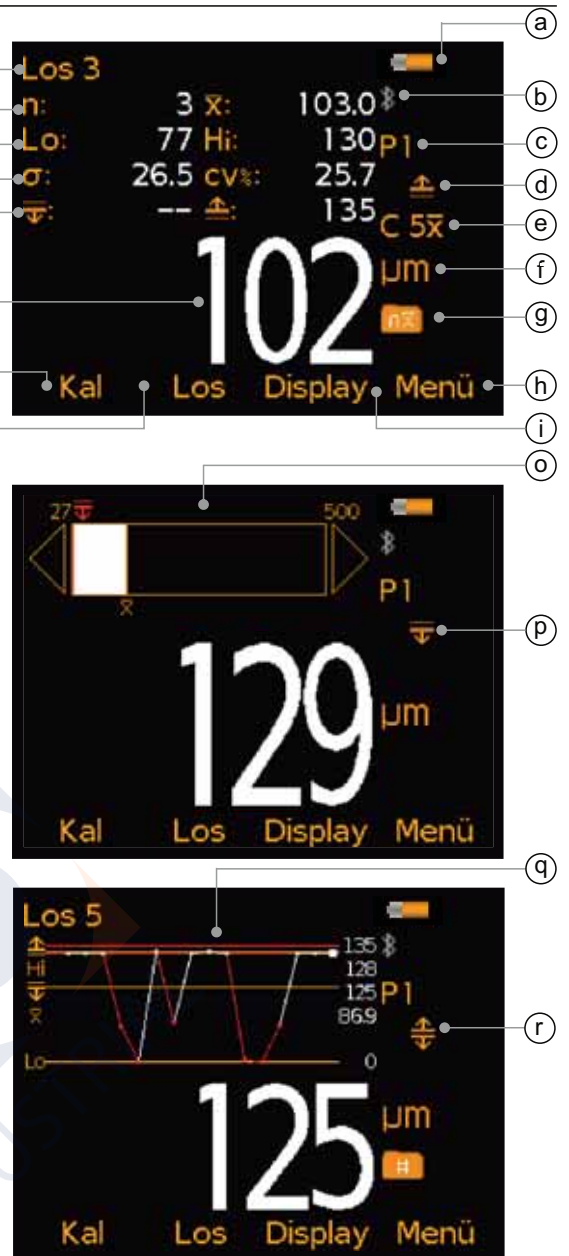 a
Los 3
n: 3 x̅: 103.0
b
Lo: 77 Hi: 130 P1
c
σ: 26.5 cv%: 25.7
d
: -- : 135
C 5x̅
e
102 µm
f
nx̅
g
Kal Los Display Menü
h
i
o
27 500
P1
x̅
p
129 µm
Kal Los Display Menü
q
Los 5
135
Hi 128
125 P1
x̅ 86.9
r
Lo 0
125 µm
#
Kal Los Display Menü